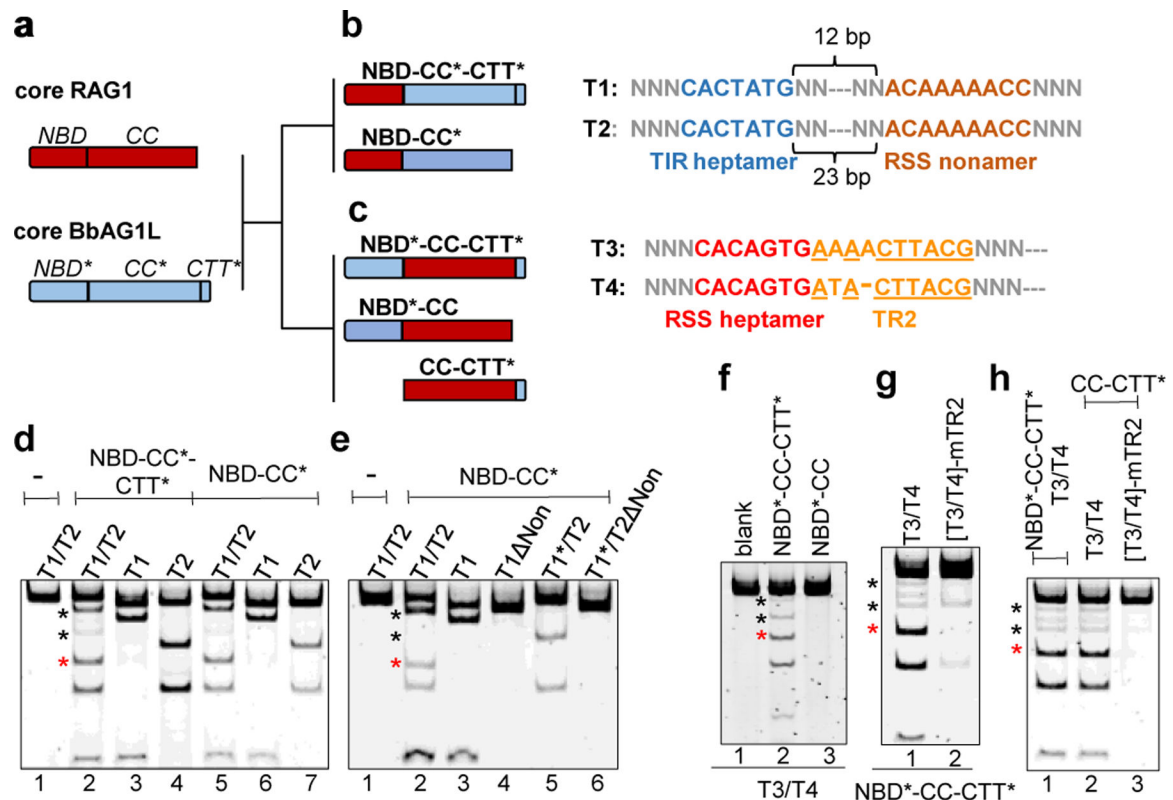 a
core RAG1
NBD CC
core BbAG1L
NBD* CC* CTT*
b
NBD-CC*-CTT*
NBD-CC*
12 bp
T1: NNNCACTATGNN---NNACAAAAACCNNN
T2: NNNCACTATGNN---NNACAAAAACCNNN
TIR heptamer 23 bp RSS nonamer
c
NBD*-CC-CTT*
NBD*-CC
CC-CTT*
T3: NNNCACAGTGAAAACTTACGNNN---
T4: NNNCACAGTGATA-CTTACGNNN---
RSS heptamer TR2
d
- NBD-CC*-CTT* NBD-CC*
T1/T2 T1/T2 T1 T2 T1/T2 T1 T2
*
*
*
1 2 3 4 5 6 7
e
- NBD-CC*
T1/T2 T1/T2 T1 T1ΔNon T1*/T2 T1*/T2ΔNon
*
*
*
1 2 3 4 5 6
f
blank NBD*-CC-CTT* NBD*-CC
*
*
*
1 2 3
T3/T4
g
T3/T4 [T3/T4]-mTR2
*
*
*
1 2
NBD*-CC-CTT*
h
CC-CTT*
NBD*-CC-CTT* T3/T4 T3/T4 [T3/T4]-mTR2
*
*
*
1 2 3